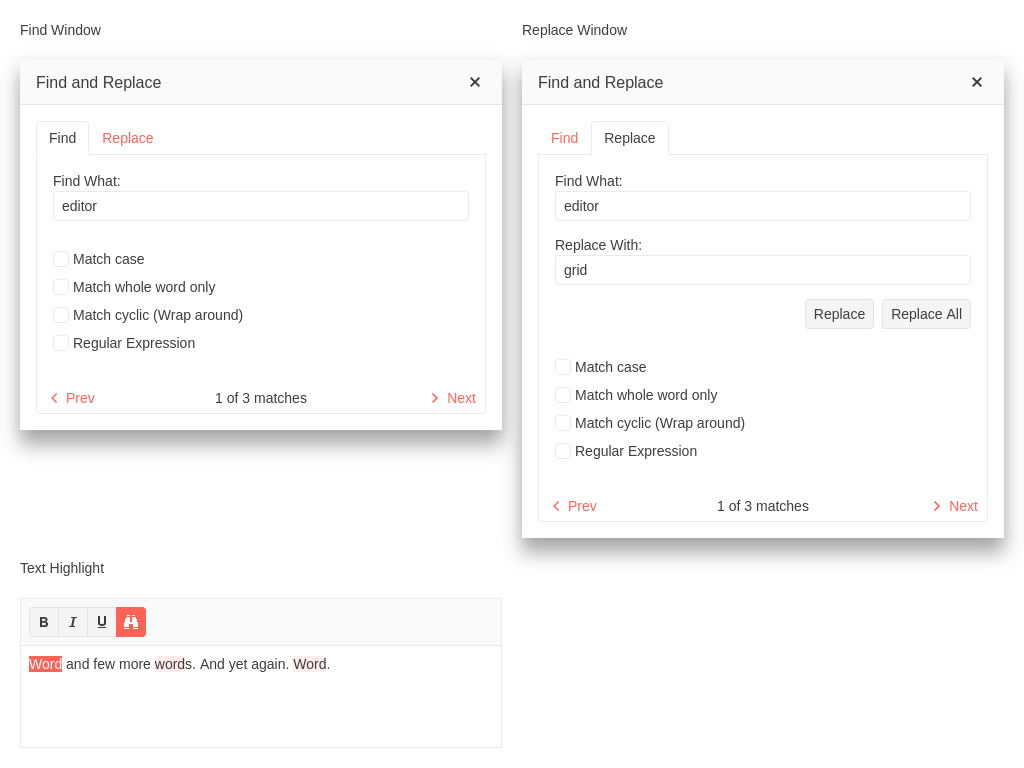 Find Window
Find and Replace
Find Replace
Find What:
editor
Match case
Match whole word only
Match cyclic (Wrap around)
Regular Expression
Prev 1 of 3 matches Next
Replace Window
Find and Replace
Find Replace
Find What:
editor
Replace With:
grid
Replace Replace All
Match case
Match whole word only
Match cyclic (Wrap around)
Regular Expression
Prev 1 of 3 matches Next
Text Highlight
B I U
Word and few more words. And yet again. Word.